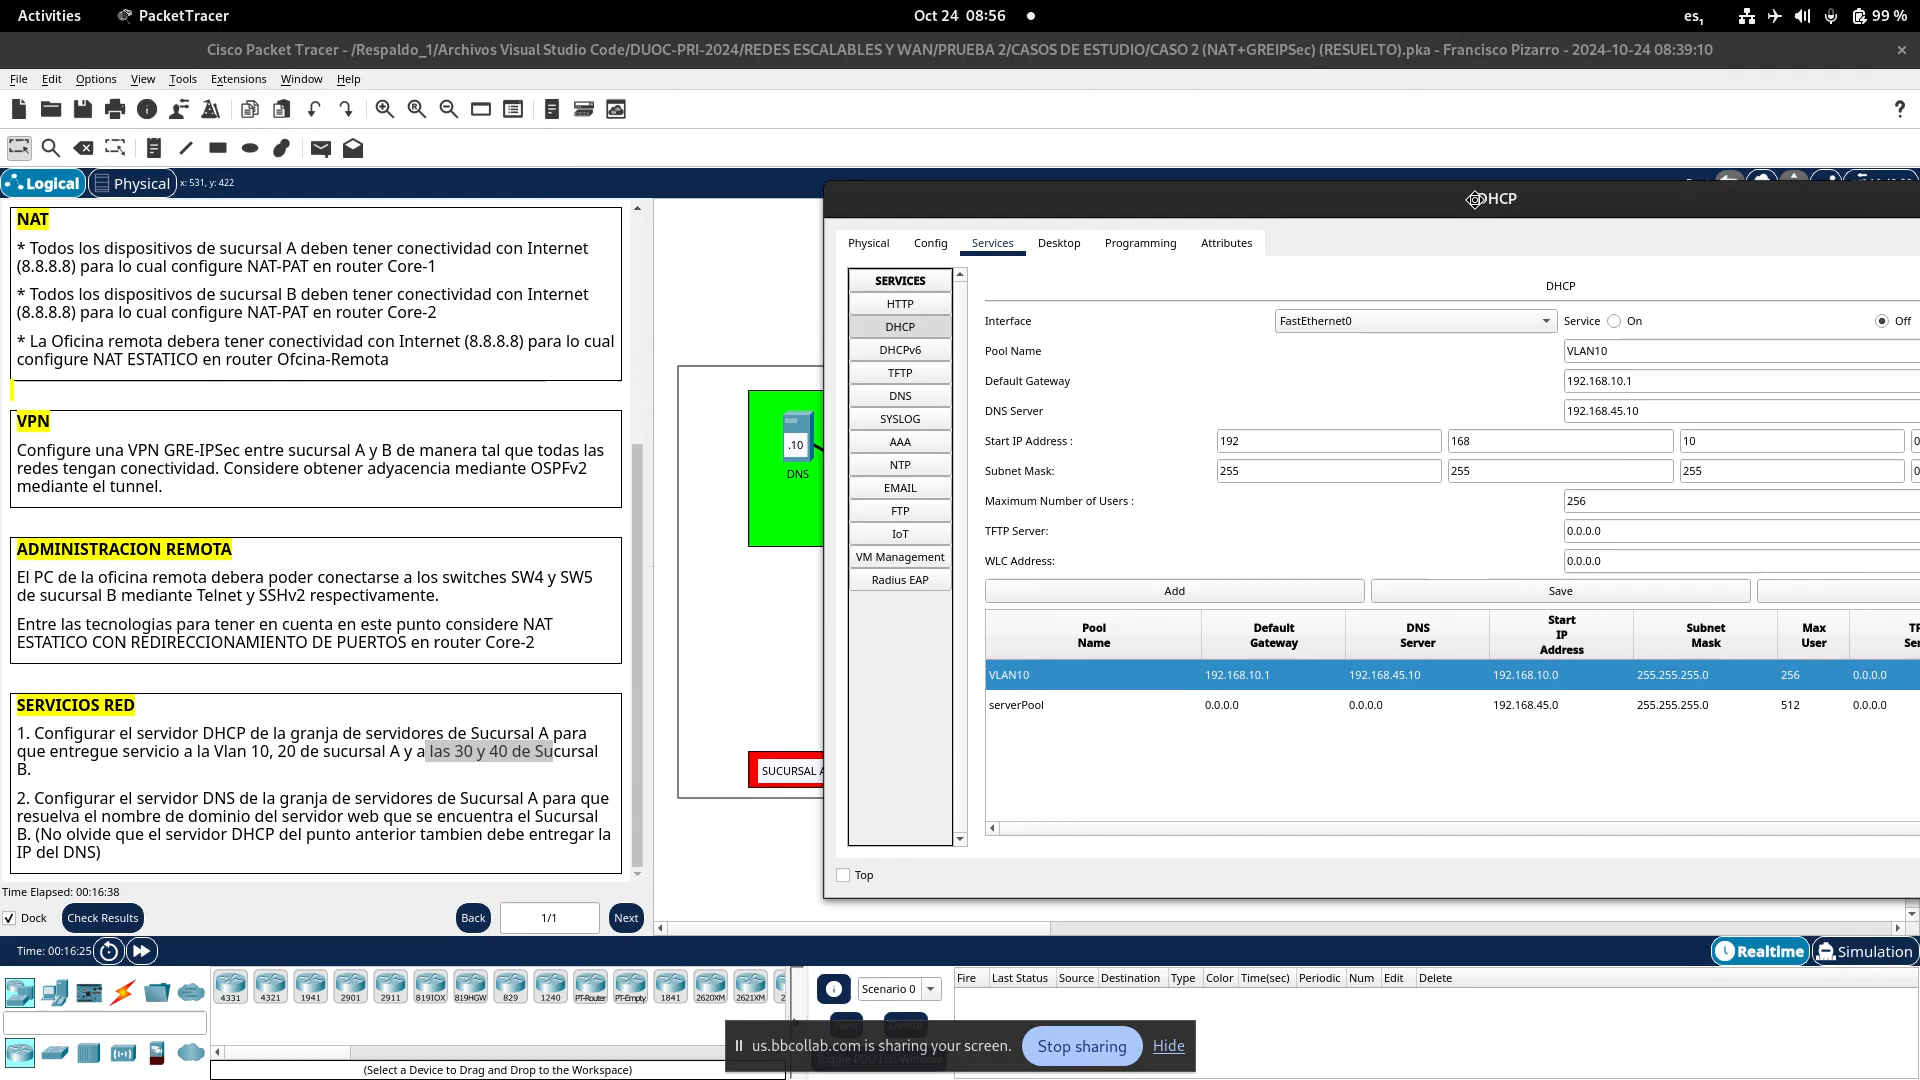 Activities
PacketTracer
Oct 24 08:56
es1
99 %
Cisco Packet Tracer - /Respaldo_1/Archivos Visual Studio Code/DUOC-PRI-2024/REDES ESCALABLES Y WAN/PRUEBA 2/CASOS DE ESTUDIO/CASO 2 (NAT+GREIPSec) (RESUELTO).pka - Francisco Pizarro - 2024-10-24 08:39:10
File Edit Options View Tools Extensions Window Help
Logical Physical x: 531, y: 422
NAT
* Todos los dispositivos de sucursal A deben tener conectividad con Internet
(8.8.8.8) para lo cual configure NAT-PAT en router Core-1
* Todos los dispositivos de sucursal B deben tener conectividad con Internet
(8.8.8.8) para lo cual configure NAT-PAT en router Core-2
* La Oficina remota debera tener conectividad con Internet (8.8.8.8) para lo cual
configure NAT ESTATICO en router Ofcina-Remota
VPN
Configure una VPN GRE-IPSec entre sucursal A y B de manera tal que todas las
redes tengan conectividad. Considere obtener adyacencia mediante OSPFv2
mediante el tunnel.
ADMINISTRACION REMOTA
El PC de la oficina remota debera poder conectarse a los switches SW4 y SW5
de sucursal B mediante Telnet y SSHv2 respectivamente.
Entre las tecnologias para tener en cuenta en este punto considere NAT
ESTATICO CON REDIRECCIONAMIENTO DE PUERTOS en router Core-2
SERVICIOS RED
1. Configurar el servidor DHCP de la granja de servidores de Sucursal A para
que entregue servicio a la Vlan 10, 20 de sucursal A y a las 30 y 40 de Sucursal
B.
2. Configurar el servidor DNS de la granja de servidores de Sucursal A para que
resuelva el nombre de dominio del servidor web que se encuentra el Sucursal
B. (No olvide que el servidor DHCP del punto anterior tambien debe entregar la
IP del DNS)
Time Elapsed: 00:16:38
Dock Check Results Back 1/1 Next
.10
DNS
SUCURSAL A
DHCP
Physical Config Services Desktop Programming Attributes
SERVICES
HTTP
DHCP
DHCPv6
TFTP
DNS
SYSLOG
AAA
NTP
EMAIL
FTP
IoT
VM Management
Radius EAP
DHCP
Interface FastEthernet0 Service On Off
Pool Name VLAN10
Default Gateway 192.168.10.1
DNS Server 192.168.45.10
Start IP Address : 192 168 10 0
Subnet Mask: 255 255 255 0
Maximum Number of Users : 256
TFTP Server: 0.0.0.0
WLC Address: 0.0.0.0
Add Save
Pool Name Default Gateway DNS Server Start IP Address Subnet Mask Max User
VLAN10 192.168.10.1 192.168.45.10 192.168.10.0 255.255.255.0 256 0.0.0.0
serverPool 0.0.0.0 0.0.0.0 192.168.45.0 255.255.255.0 512 0.0.0.0
Top
Time: 00:16:25
Realtime Simulation
4331 4321 1941 2901 2911 819IOX 819HGW 829 1240 PT-Router PT-Empty 1841 2620XM 2621XM
(Select a Device to Drag and Drop to the Workspace)
Scenario 0
New Delete
Toggle PDU List Window
Fire Last Status Source Destination Type Color Time(sec) Periodic Num Edit Delete
us.bbcollab.com is sharing your screen. Stop sharing Hide